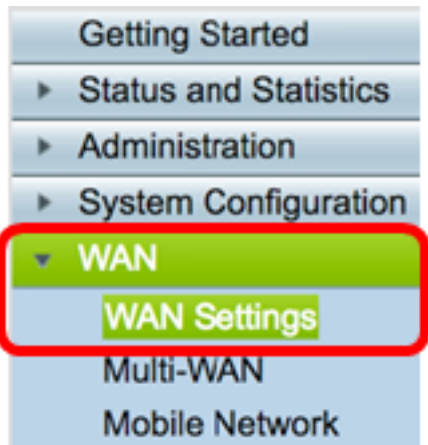 Getting Started
Status and Statistics
Administration
System Configuration
WAN
WAN Settings
Multi-WAN
Mobile Network